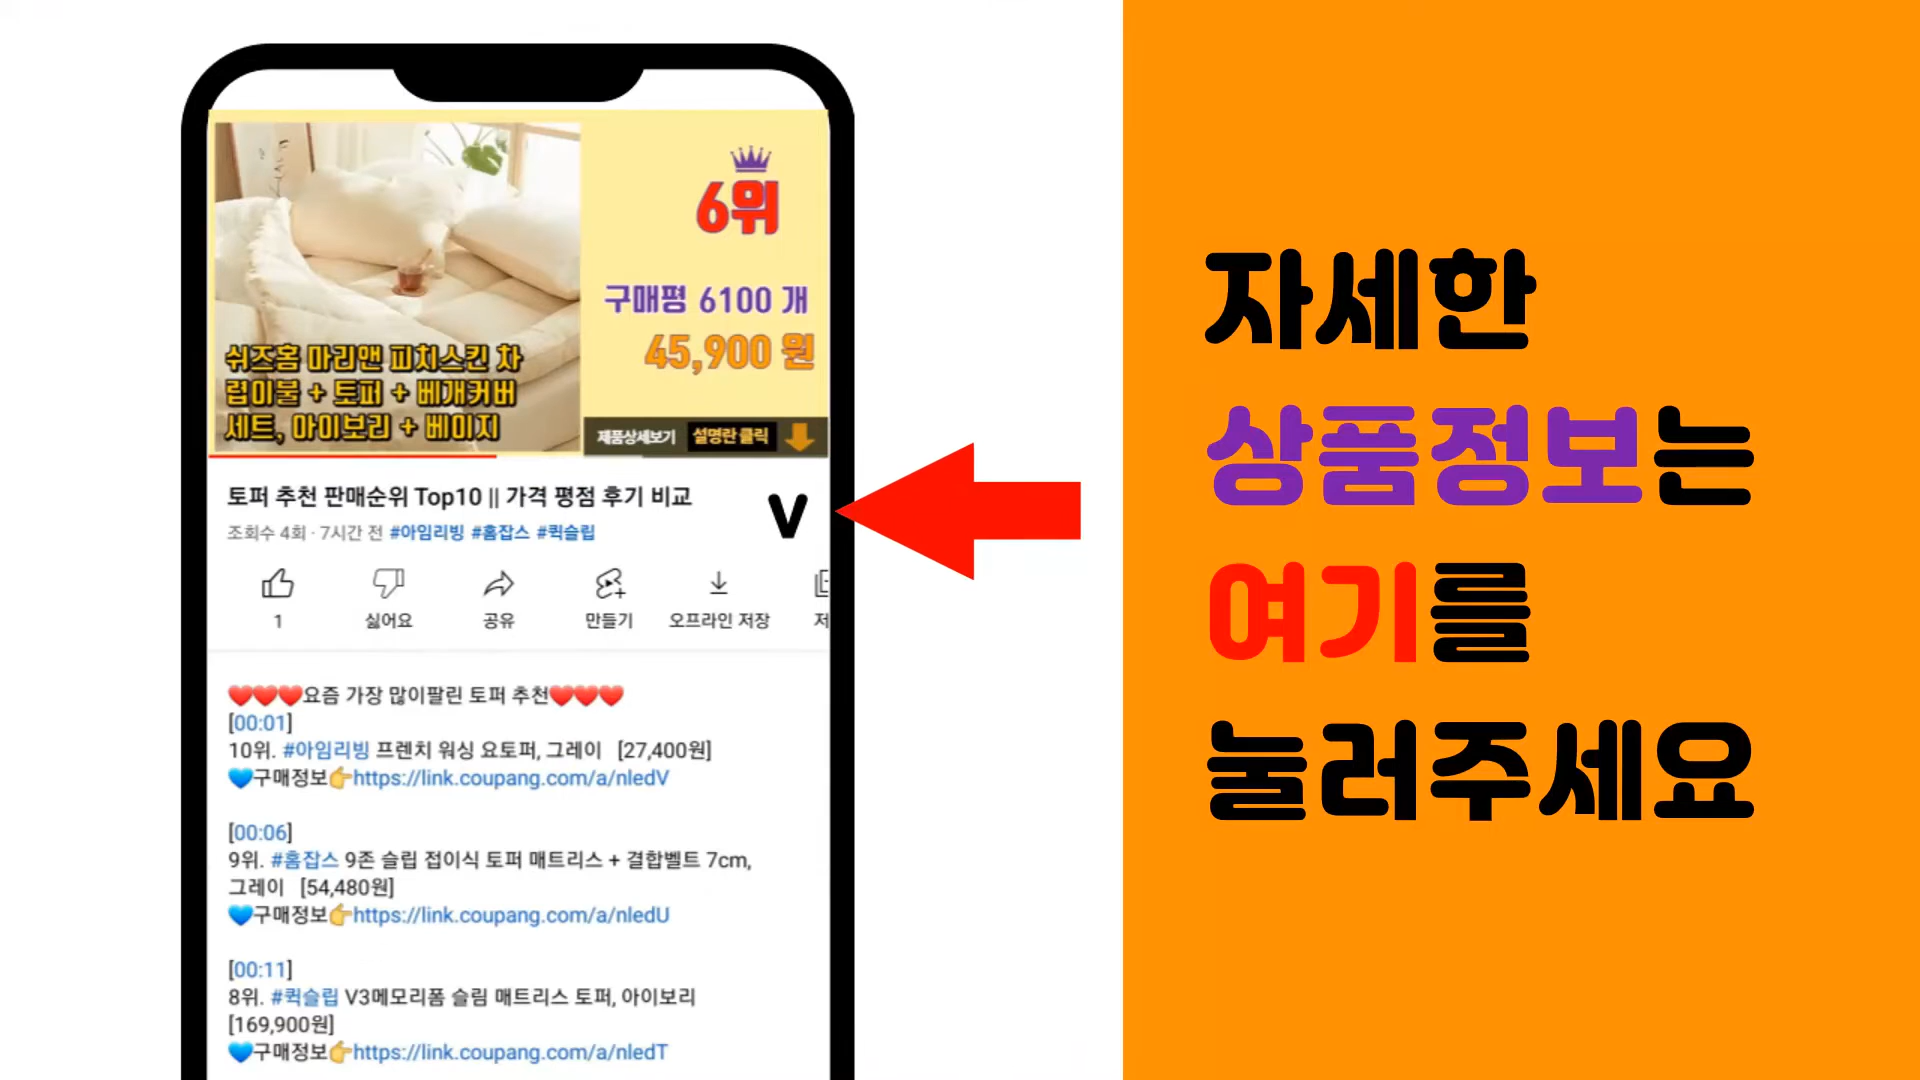 6위
구매평 6100 개
45,900 원
쉬즈홈 마리앤 피치스킨 차
렵이불 + 토퍼 + 베개커버
세트, 아이보리 + 베이지
제품상세보기 설명란 클릭
토퍼 추천 판매순위 Top10 || 가격 평점 후기 비교
V
조회수 4회 · 7시간 전 #아임리빙 #홈잡스 #퀵슬립
1 싫어요 공유 만들기 오프라인 저장 저
❤️❤️❤️요즘 가장 많이팔린 토퍼 추천❤️❤️❤️
[00:01]
10위. #아임리빙 프렌치 워싱 요토퍼, 그레이 [27,400원]
💙구매정보👉https://link.coupang.com/a/nledV
[00:06]
9위. #홈잡스 9존 슬립 접이식 토퍼 매트리스 + 결합벨트 7cm,
그레이 [54,480원]
💙구매정보👉https://link.coupang.com/a/nledU
[00:11]
8위. #퀵슬립 V3메모리폼 슬림 매트리스 토퍼, 아이보리
[169,900원]
💙구매정보👉https://link.coupang.com/a/nledT
자세한
상품정보는
여기를
눌러주세요